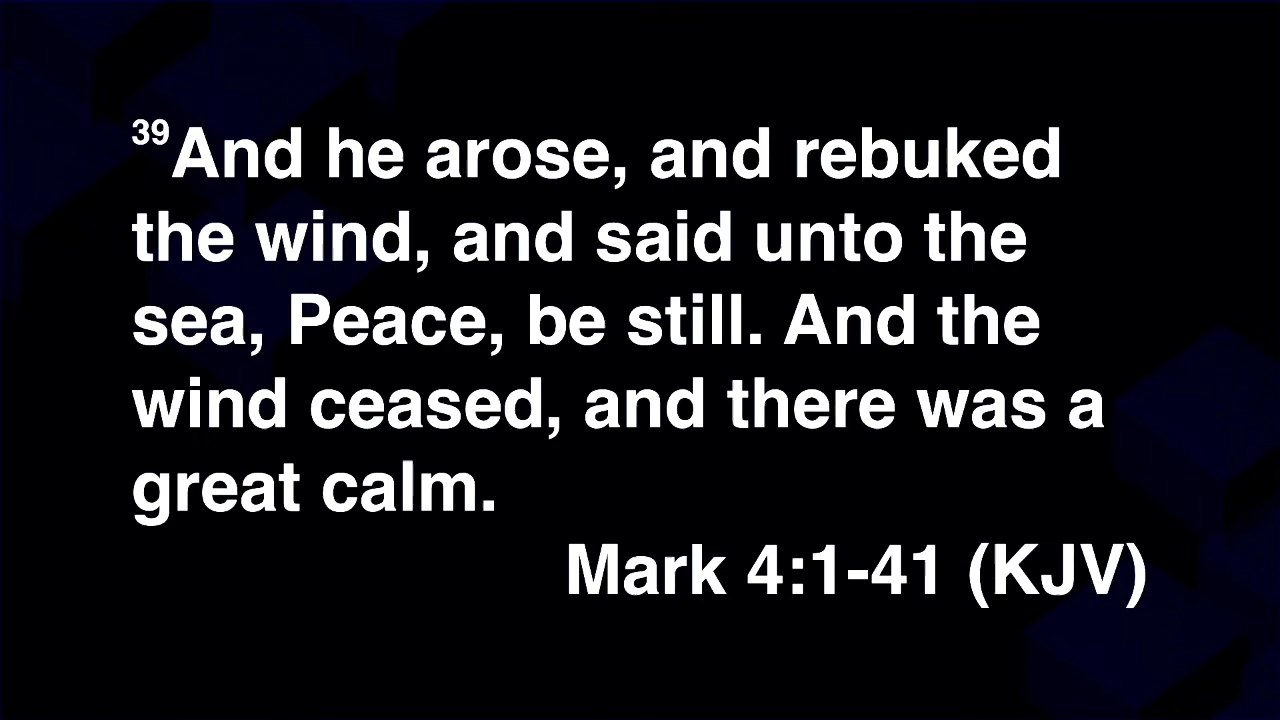 39And he arose, and rebuked
the wind, and said unto the
sea, Peace, be still. And the
wind ceased, and there was a
great calm.
Mark 4:1-41 (KJV)